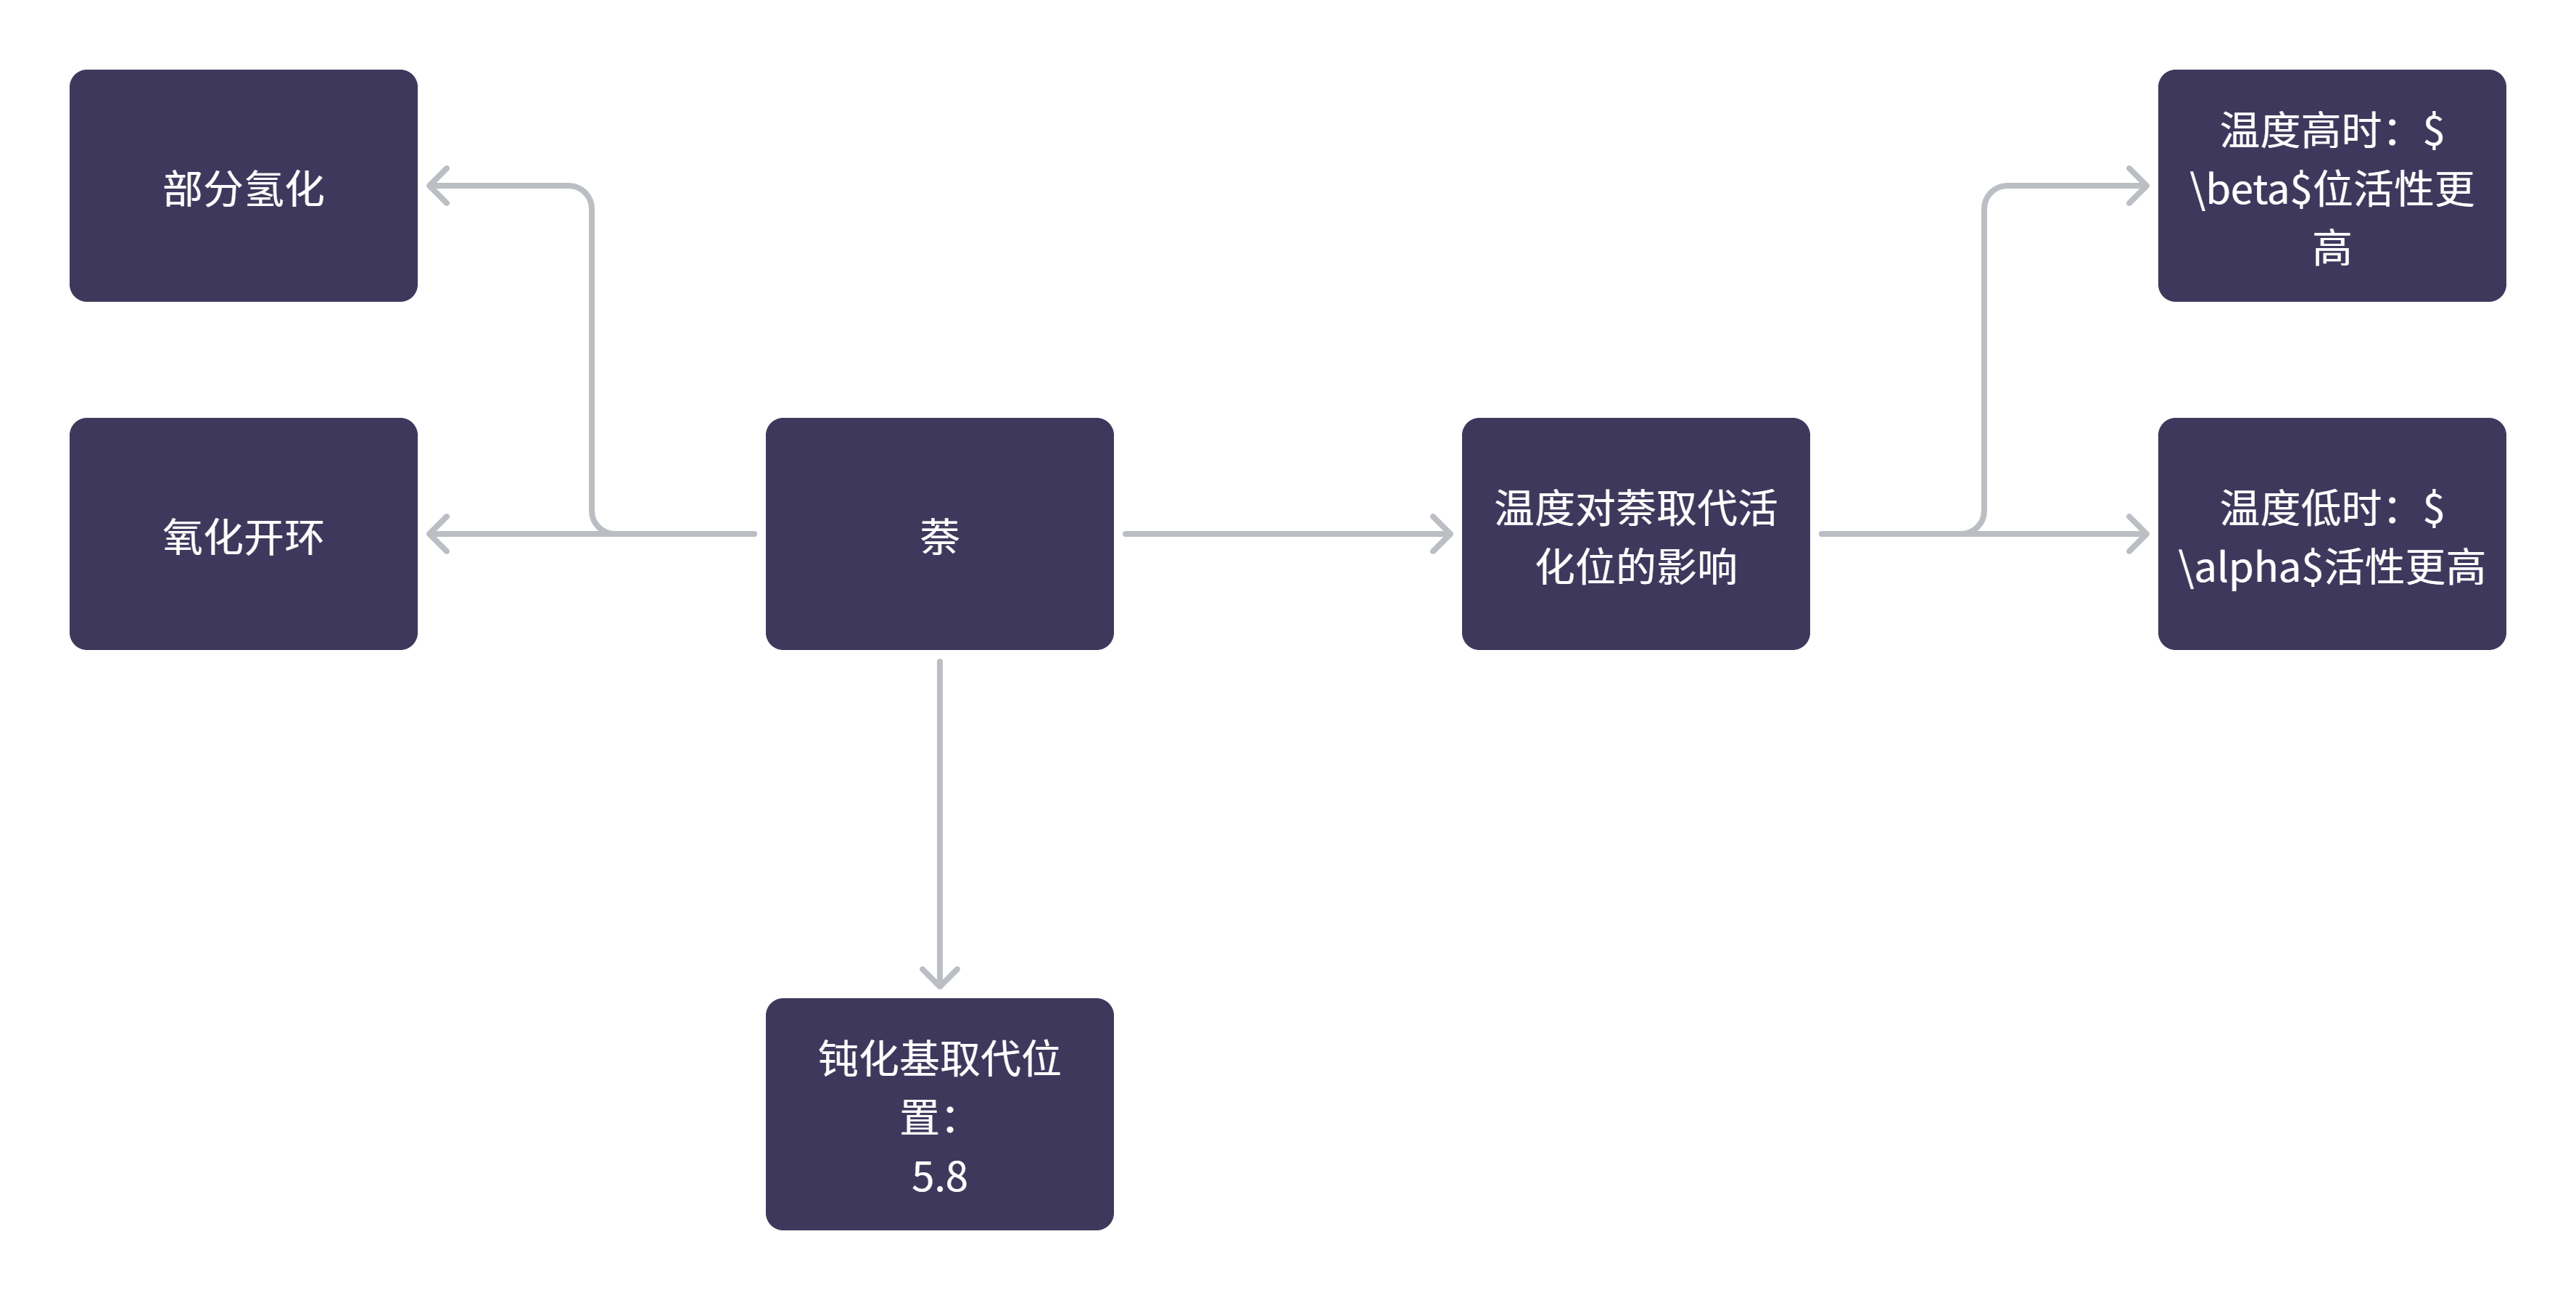 部分氢化
温度高时：$
\beta$位活性更
高
氧化开环
萘
温度对萘取代活
化位的影响
温度低时：$
\alpha$活性更高
钝化基取代位
置：
5.8